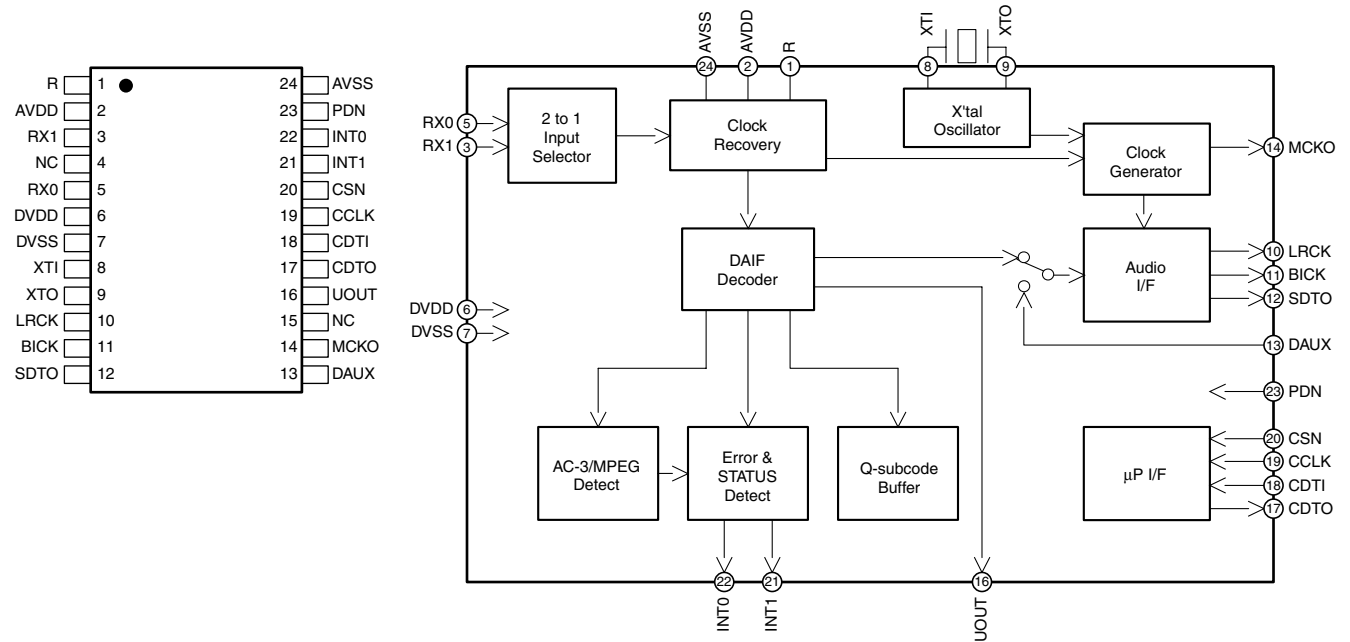 R 1
AVDD 2
RX1 3
NC 4
RX0 5
DVDD 6
DVSS 7
XTI 8
XTO 9
LRCK 10
BICK 11
SDTO 12
24 AVSS
23 PDN
22 INT0
21 INT1
20 CSN
19 CCLK
18 CDTI
17 CDTO
16 UOUT
15 NC
14 MCKO
13 DAUX
AVSS
24
AVDD
2
R
1
XTI
8
XTO
9
RX0 5
RX1 3
2 to 1
Input
Selector
Clock
Recovery
X'tal
Oscillator
Clock
Generator
14 MCKO
DAIF
Decoder
Audio
I/F
10 LRCK
11 BICK
12 SDTO
DVDD 6
DVSS 7
13 DAUX
23 PDN
AC-3/MPEG
Detect
Error &
STATUS
Detect
Q-subcode
Buffer
μP I/F
20 CSN
19 CCLK
18 CDTI
17 CDTO
22
INT0
21
INT1
16
UOUT